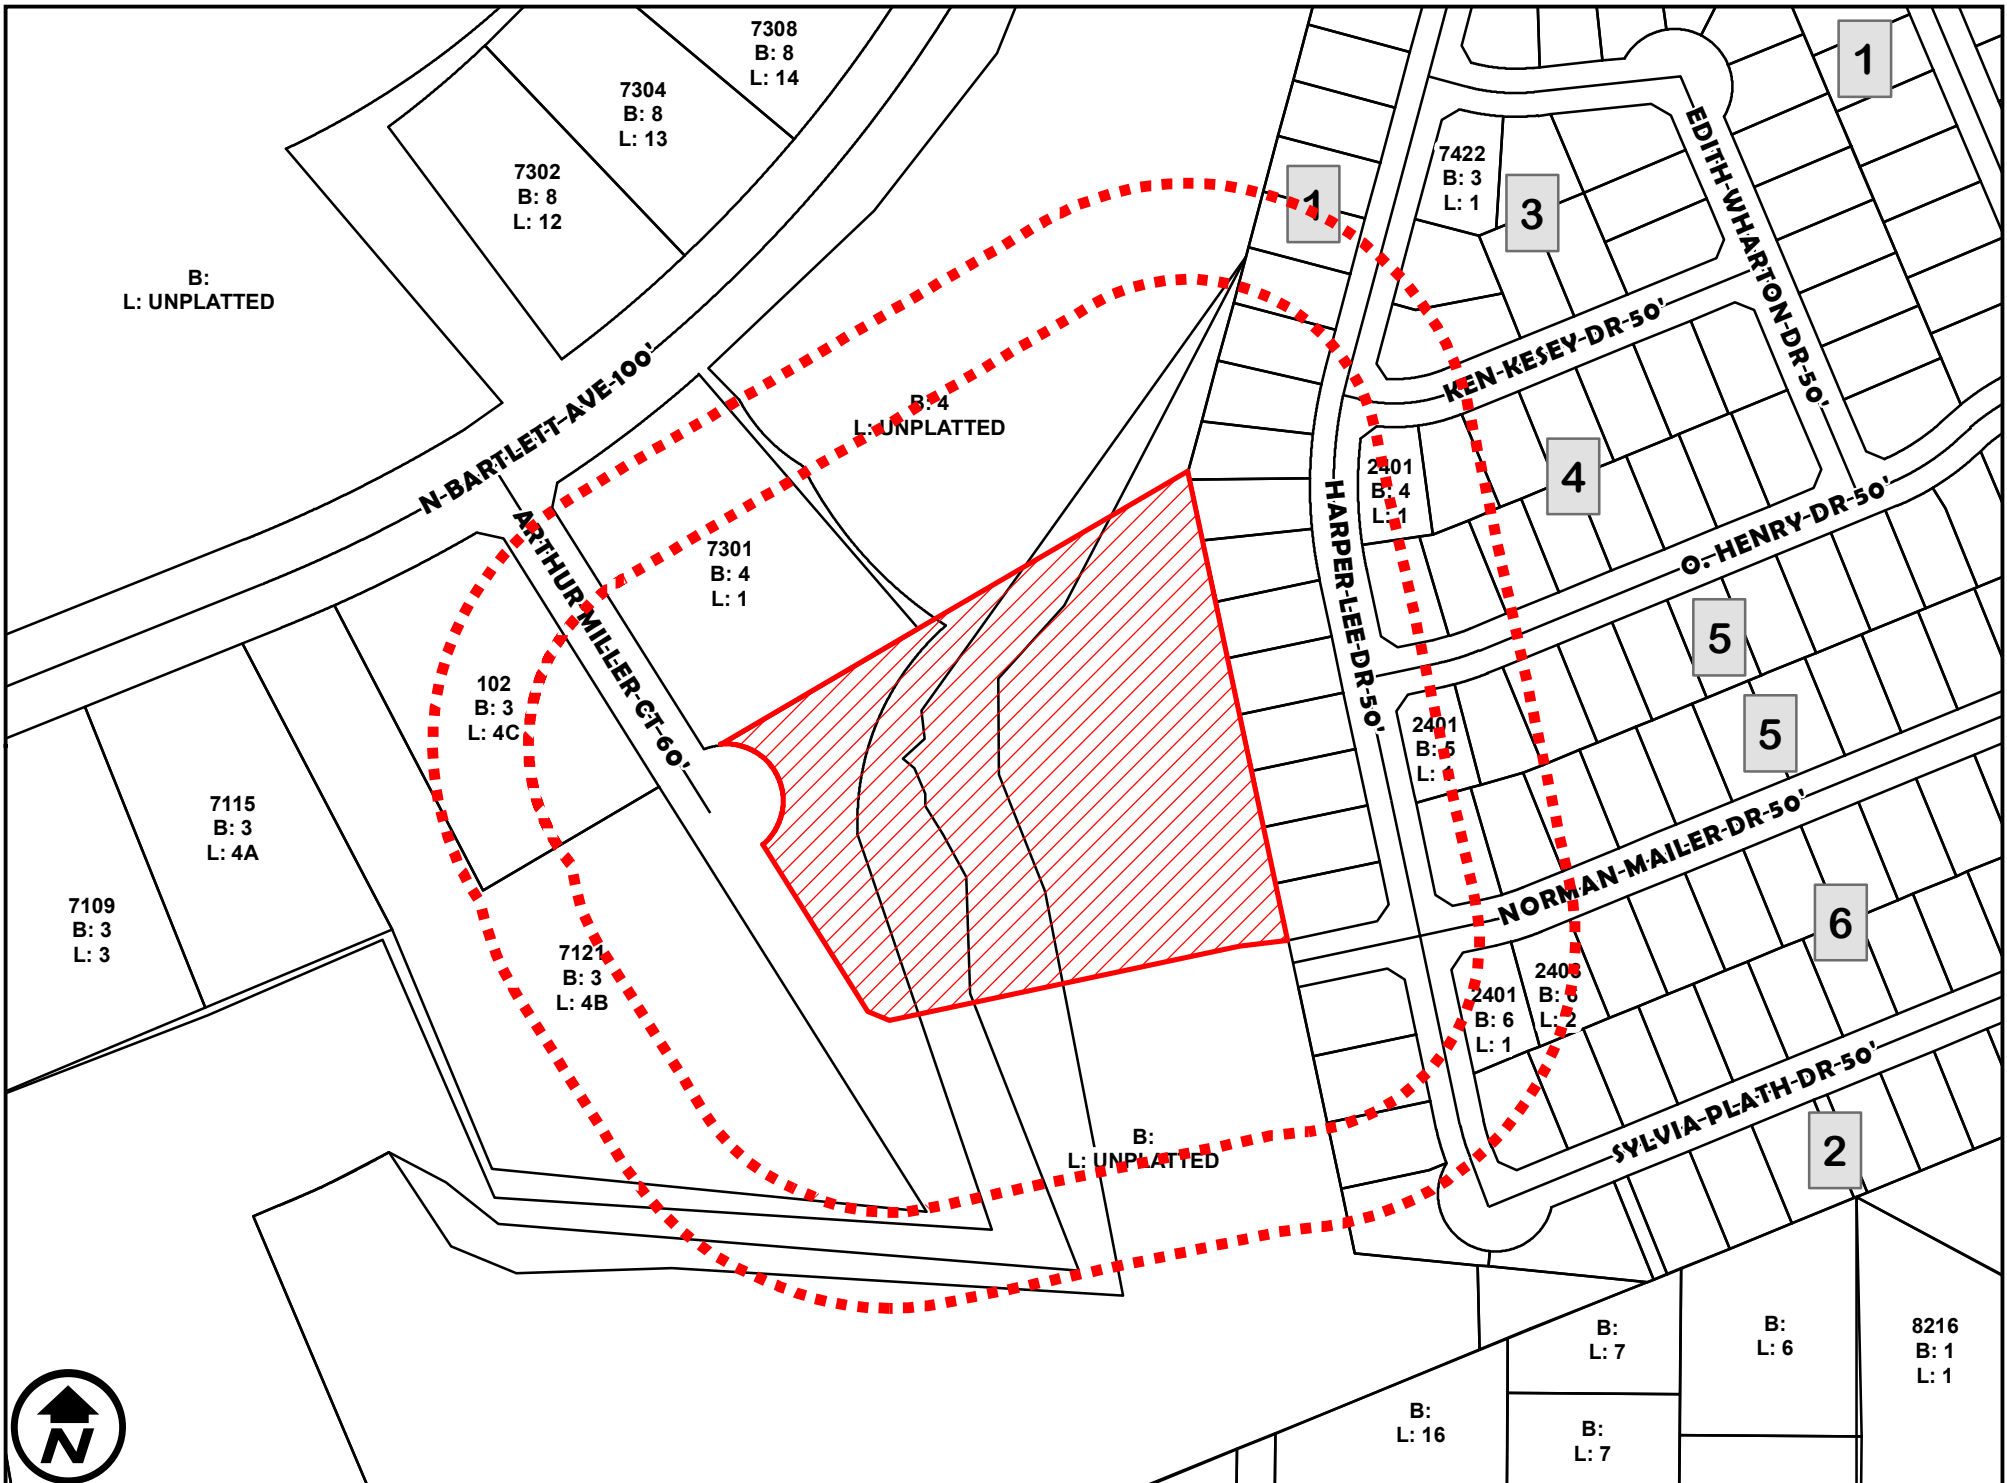 7308
B: 8
L: 14
7304
B: 8
L: 13
7302
B: 8
L: 12
B:
L: UNPLATTED
1
1
7422
B: 3
L: 1
3
EDITH-WHARTON-DR-50'
KEN-KESEY-DR-50'
N-BARTLETT-AVE-100'
B: 4
L: UNPLATTED
2401
B: 4
L: 1
4
HARPER-LEE-DR-50'
O.-HENRY-DR-50'
ARTHUR-MILLER-CT-60'
7301
B: 4
L: 1
5
102
B: 3
L: 4C
2401
B: 5
L: 1
5
7115
B: 3
L: 4A
NORMAN-MAILER-DR-50'
7109
B: 3
L: 3
6
7121
B: 3
L: 4B
2401
B: 6
L: 1
2406
B: 6
L: 2
SYLVIA-PLATH-DR-50'
2
B:
L: UNPLATTED
B:
L: 7
B:
L: 6
8216
B: 1
L: 1
B:
L: 16
B:
L: 7
N